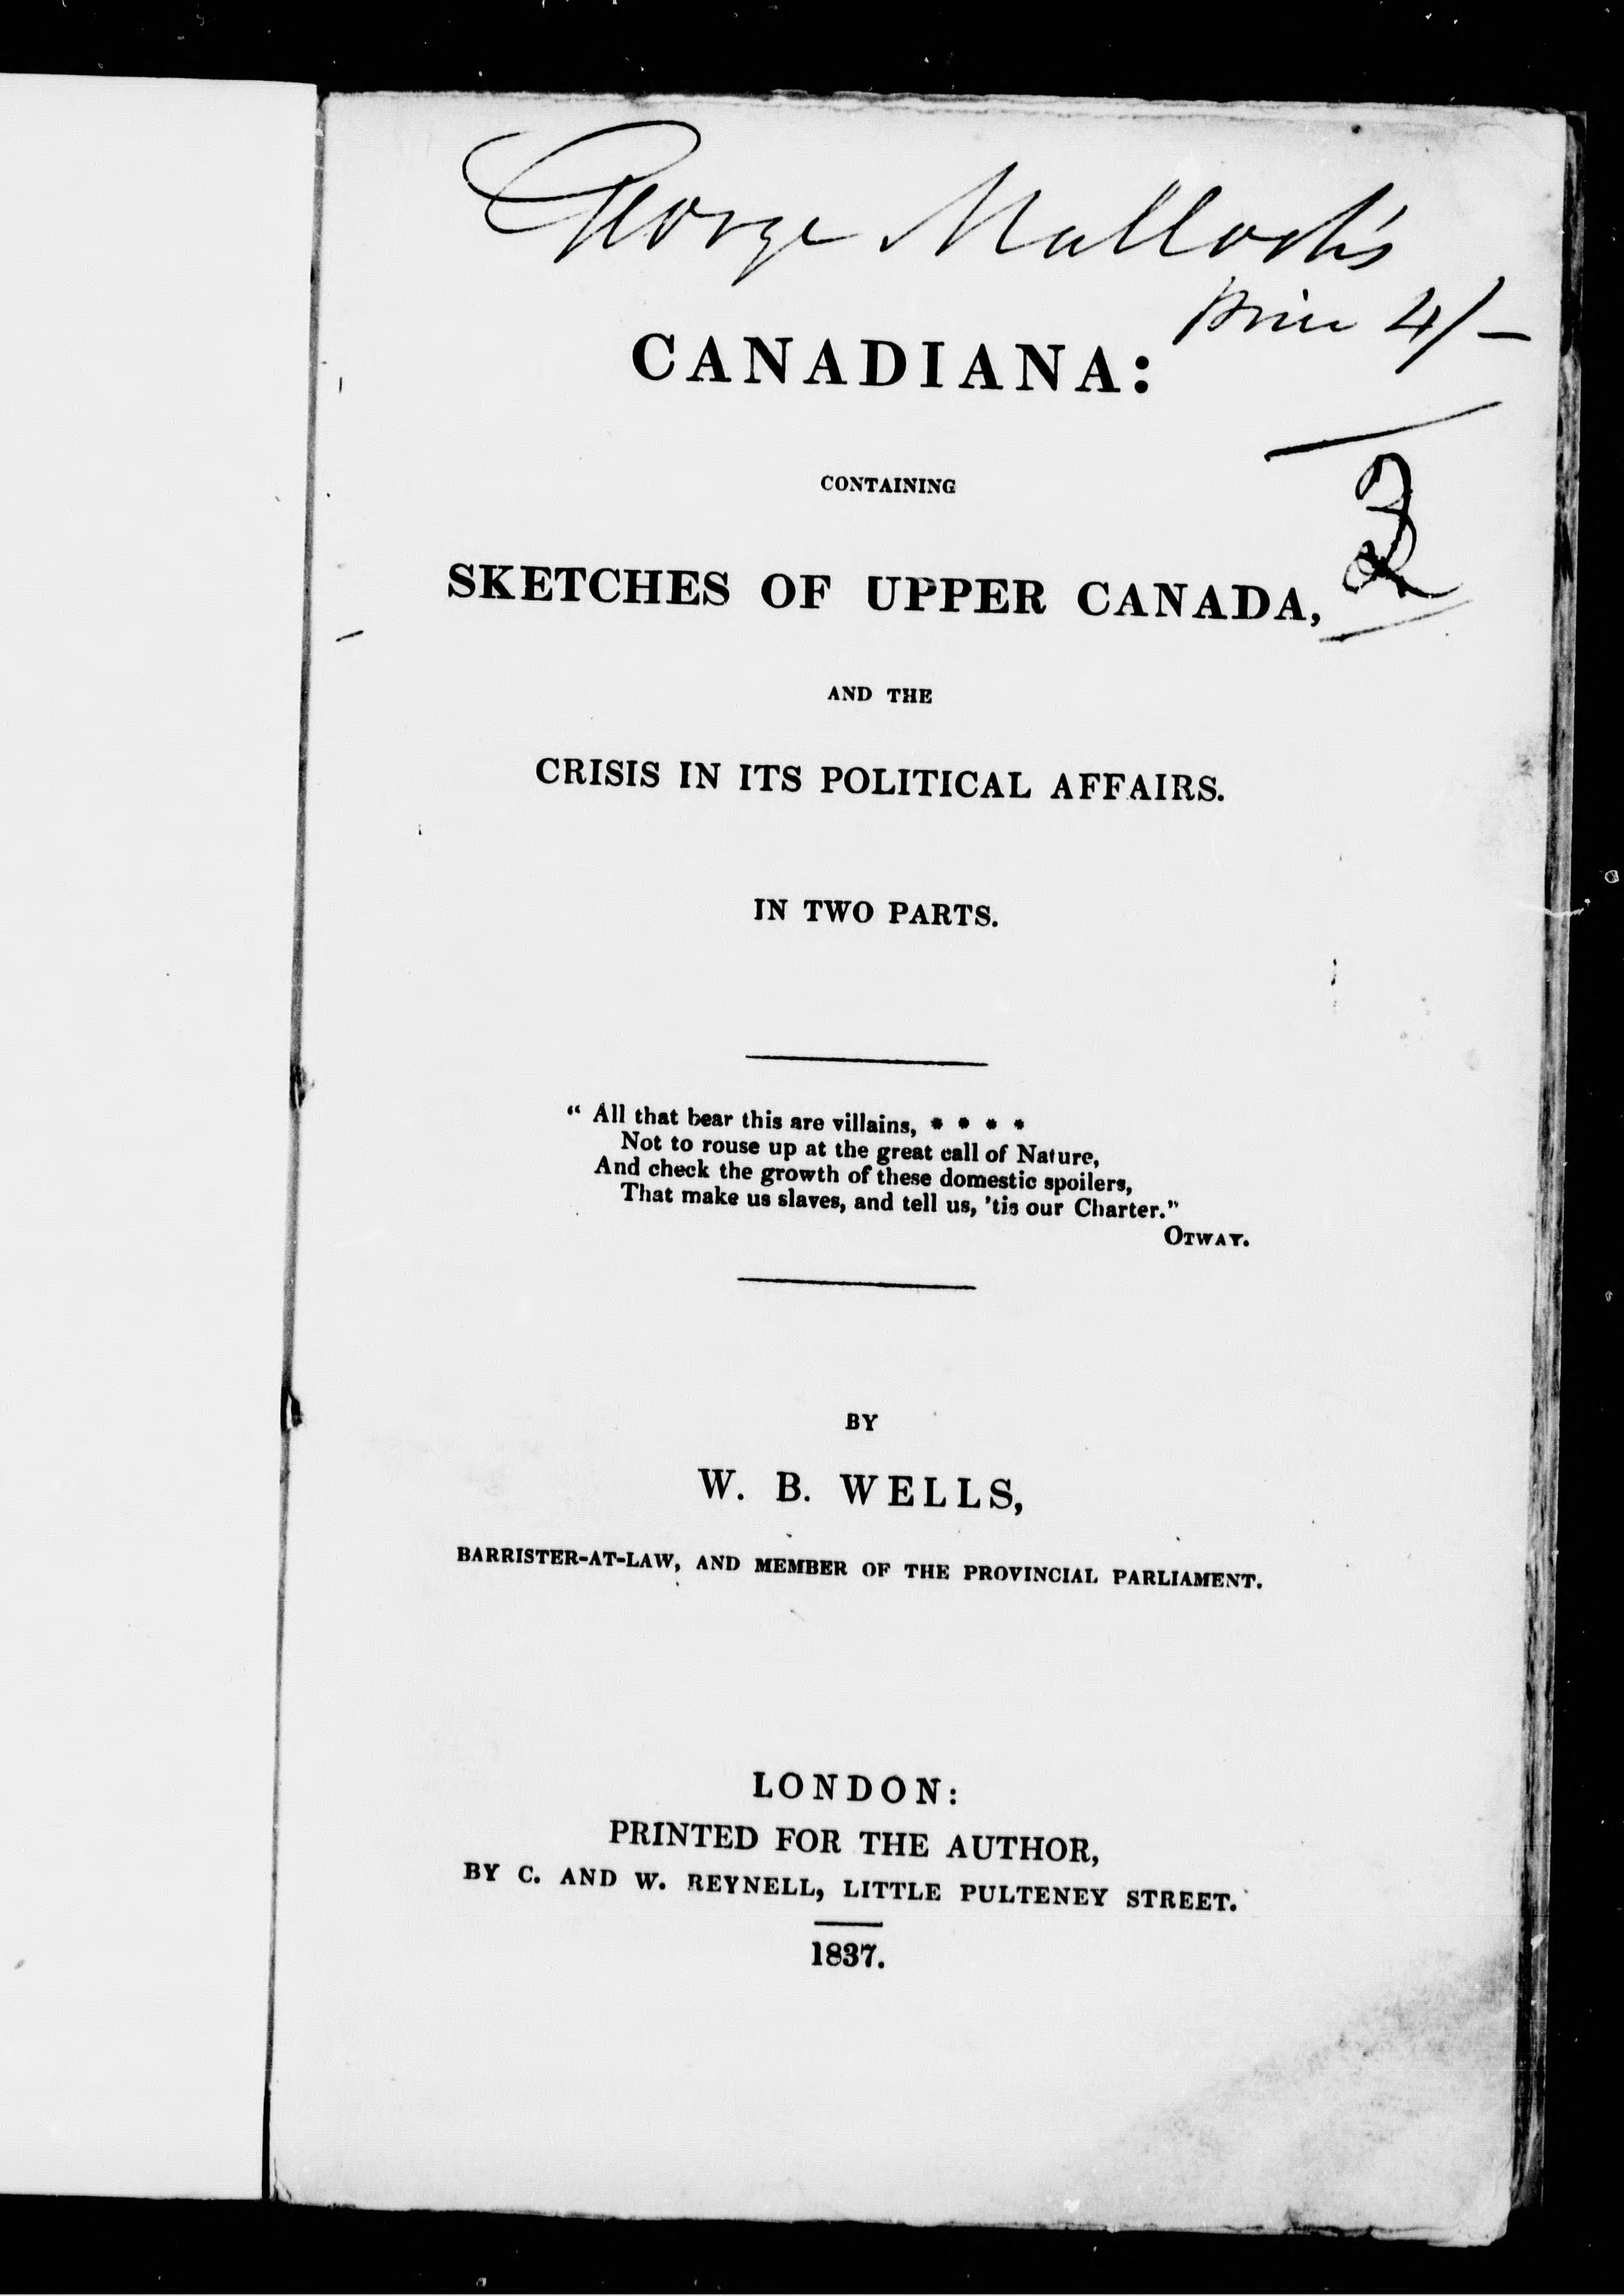 George Malloch's
Price 4/-
CANADIANA:
CONTAINING
SKETCHES OF UPPER CANADA,
AND THE
CRISIS IN ITS POLITICAL AFFAIRS.
IN TWO PARTS.
“ All that bear this are villains, * * * *
Not to rouse up at the great call of Nature,
And check the growth of these domestic spoilers,
That make us slaves, and tell us, 'tis our Charter.”
OTWAY.
BY
W. B. WELLS,
BARRISTER-AT-LAW, AND MEMBER OF THE PROVINCIAL PARLIAMENT.
LONDON:
PRINTED FOR THE AUTHOR,
BY C. AND W. REYNELL, LITTLE PULTENEY STREET.
1837.